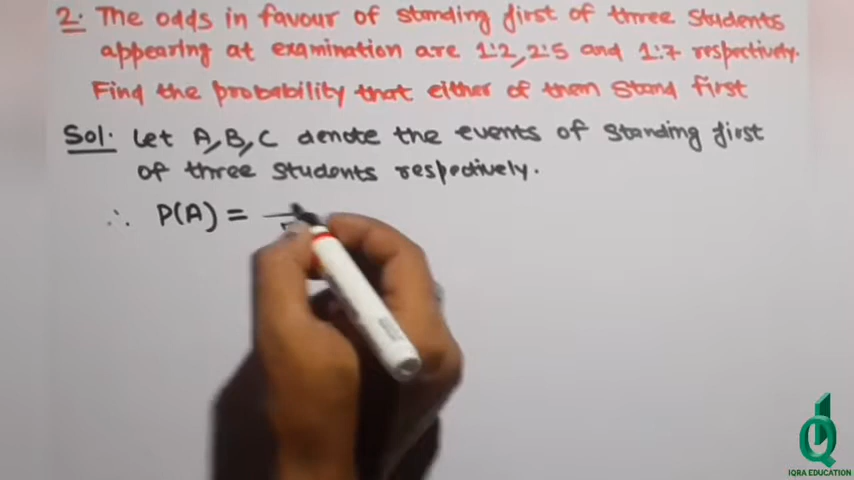 2. The odds in favour of standing first of three students
appearing at examination are 1:2, 2:5 and 1:7 respectively.
Find the probability that either of them stand first
Sol. Let A, B, C denote the events of standing first
of three students respectively.
∴ P(A) =
IQRA EDUCATION